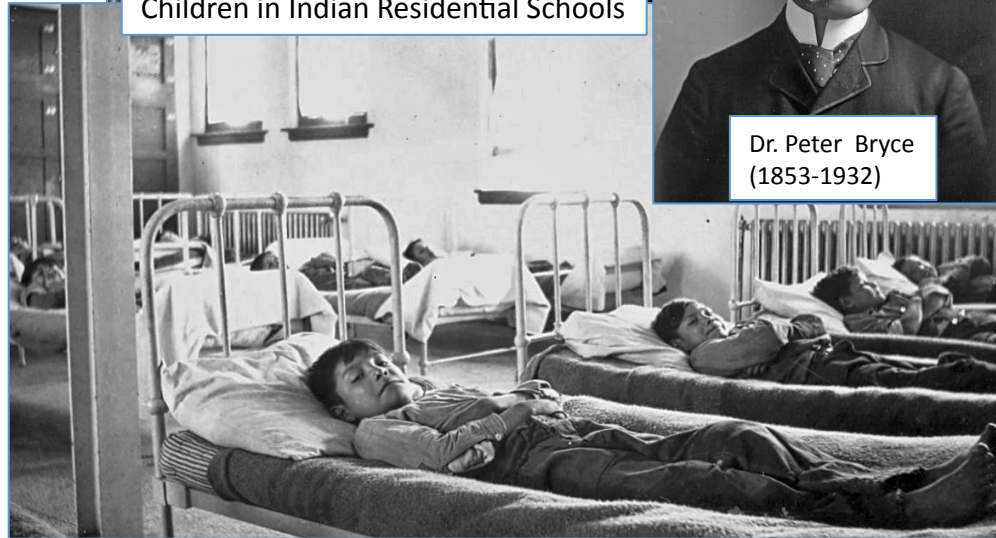 Children in Indian Residential Schools
Dr. Peter Bryce
(1853-1932)